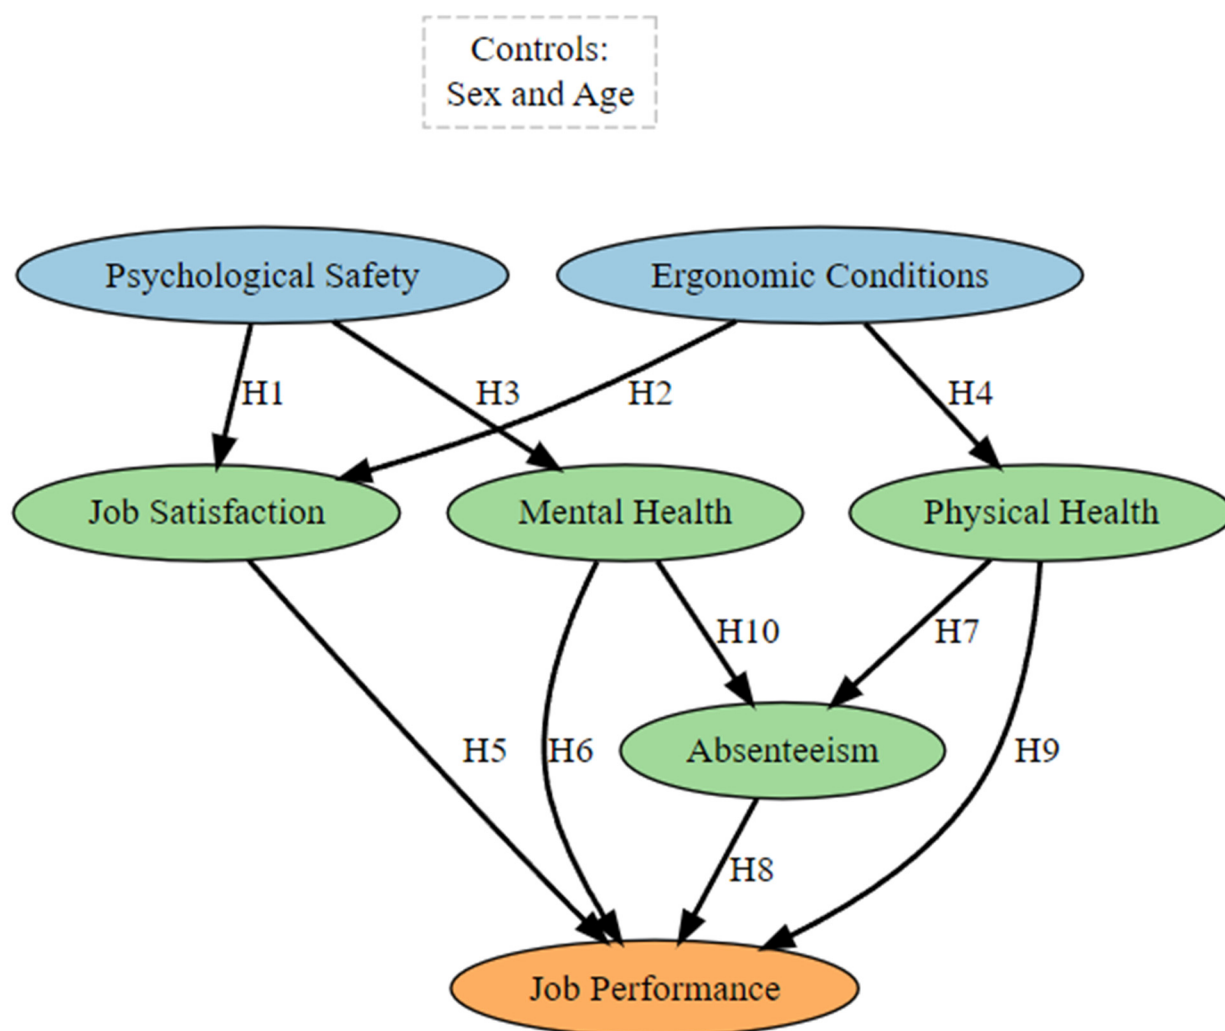 Controls:
Sex and Age
Psychological Safety
Ergonomic Conditions
H1
H3
H2
H4
Job Satisfaction
Mental Health
Physical Health
H10
H7
H5
H6
Absenteeism
H9
H8
Job Performance